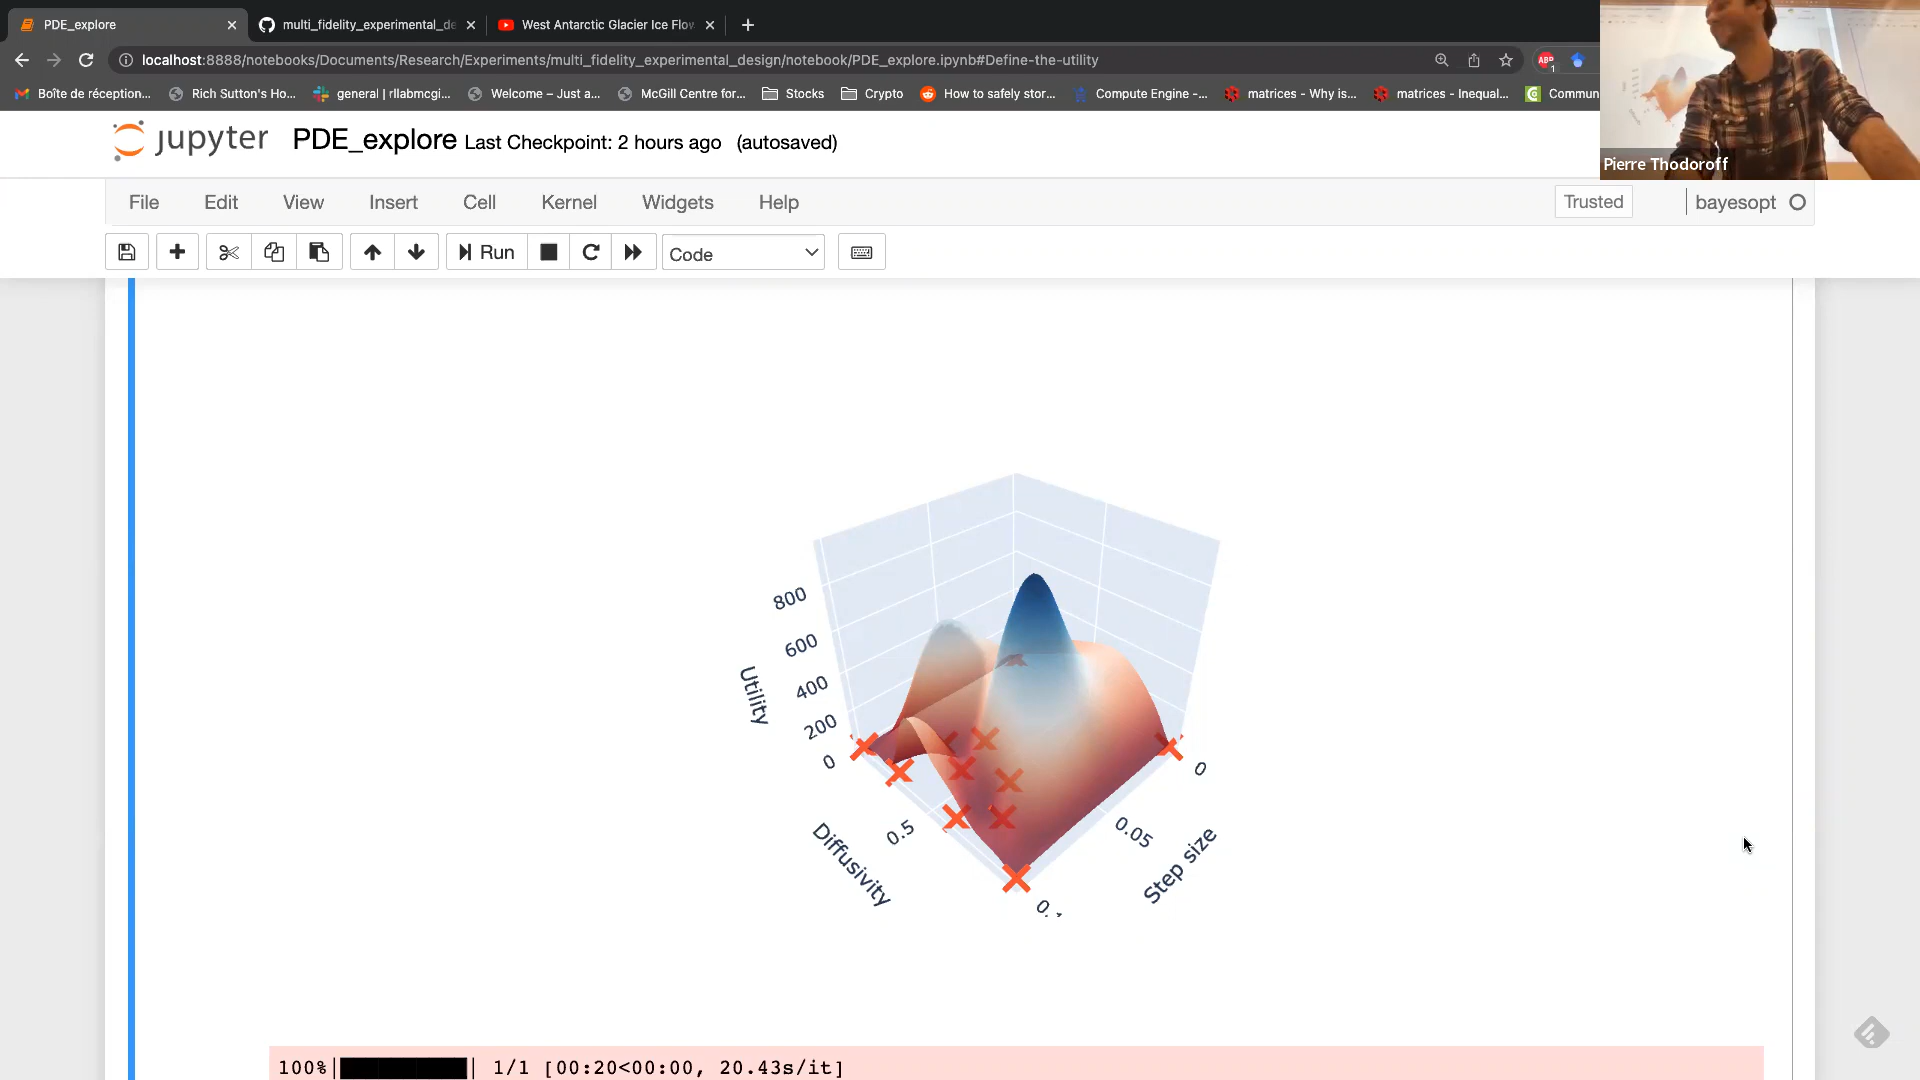 PDE_explore
multi_fidelity_experimental_de
West Antarctic Glacier Ice Flow
localhost:8888/notebooks/Documents/Research/Experiments/multi_fidelity_experimental_design/notebook/PDE_explore.ipynb#Define-the-utility
ABP
1
Boîte de réception...
Rich Sutton's Ho...
general | rllabmcgi...
Welcome – Just a...
McGill Centre for...
Stocks
Crypto
How to safely stor...
Compute Engine -...
matrices - Why is...
matrices - Inequal...
Commun
Pierre Thodoroff
jupyter PDE_explore Last Checkpoint: 2 hours ago (autosaved)
File Edit View Insert Cell Kernel Widgets Help
Trusted
bayesopt
Run
Code
800
600
400
200
0
Utility
Diffusivity
0.5
0.05
0
Step size
100%| | 1/1 [00:20<00:00, 20.43s/it]